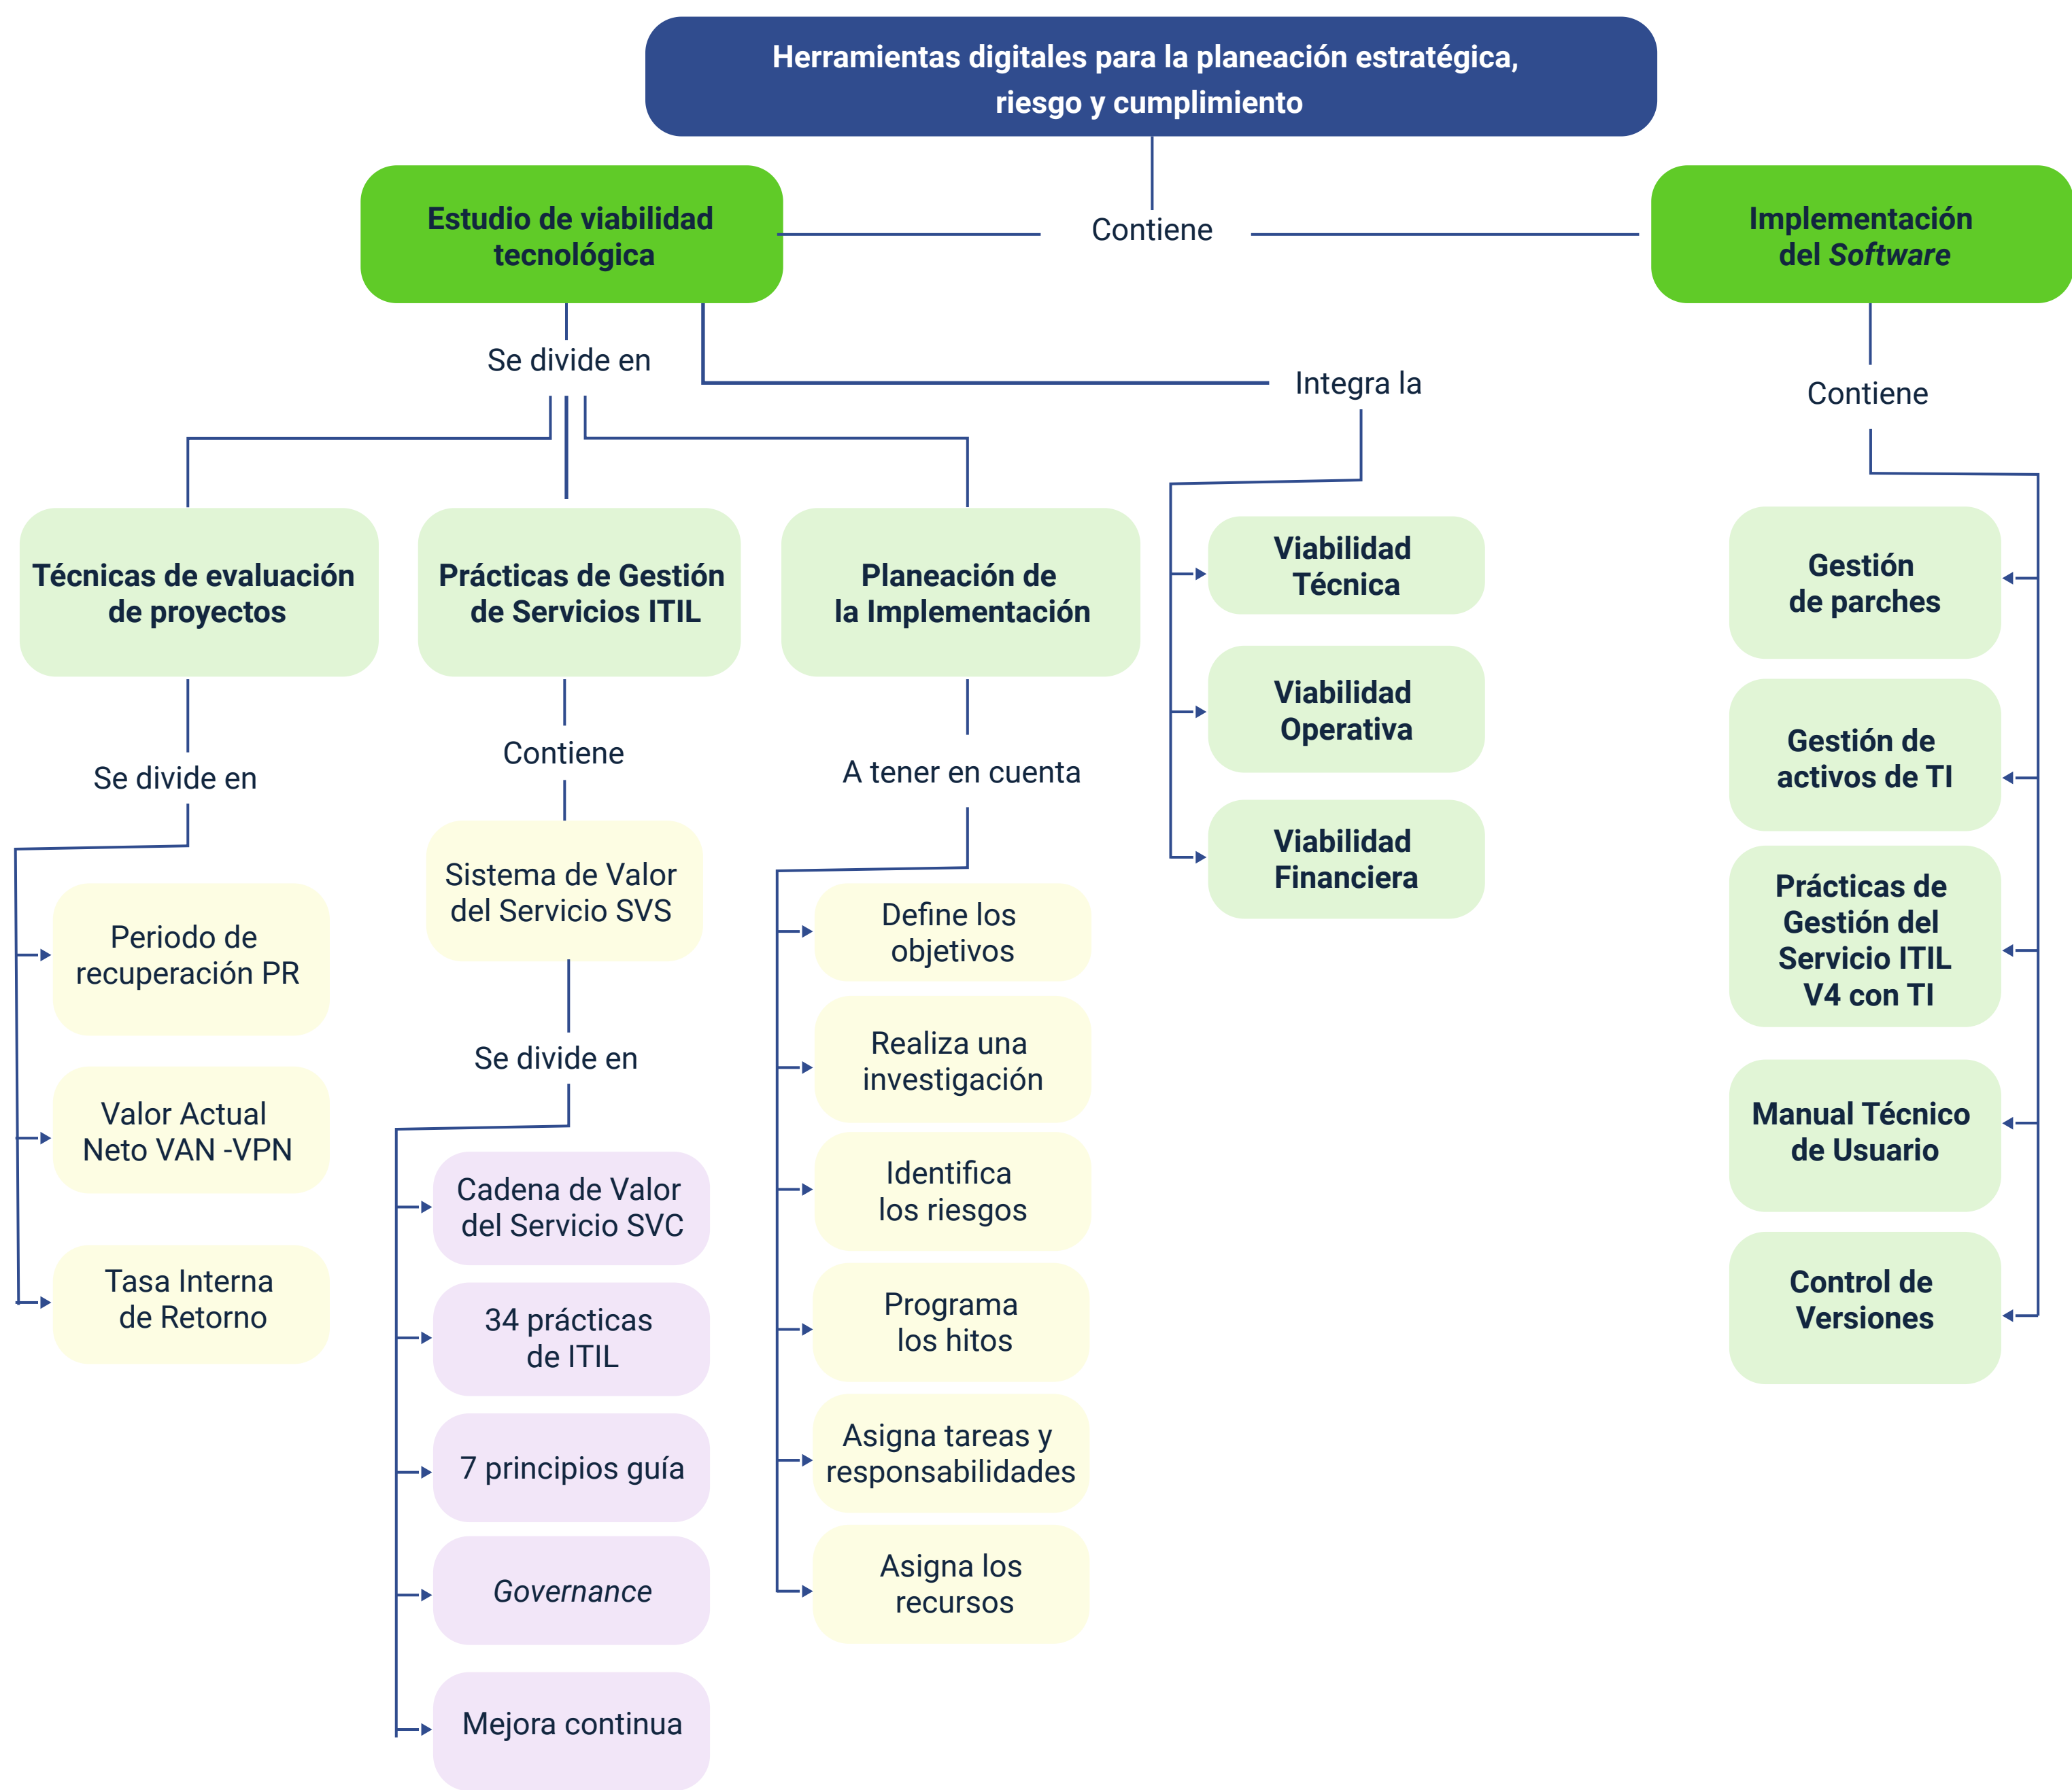 Herramientas digitales para la planeación estratégica,
riesgo y cumplimiento
Estudio de viabilidad
tecnológica
Contiene
Implementación
del Software
Se divide en
Integra la
Contiene
Técnicas de evaluación
de proyectos
Prácticas de Gestión
de Servicios ITIL
Planeación de
la Implementación
Viabilidad
Técnica
Viabilidad
Operativa
Viabilidad
Financiera
Gestión
de parches
Gestión de
activos de TI
Prácticas de
Gestión del
Servicio ITIL
V4 con TI
Manual Técnico
de Usuario
Control de
Versiones
Se divide en
Periodo de
recuperación PR
Valor Actual
Neto VAN -VPN
Tasa Interna
de Retorno
Contiene
Sistema de Valor
del Servicio SVS
Se divide en
Cadena de Valor
del Servicio SVC
34 prácticas
de ITIL
7 principios guía
Governance
Mejora continua
A tener en cuenta
Define los
objetivos
Realiza una
investigación
Identifica
los riesgos
Programa
los hitos
Asigna tareas y
responsabilidades
Asigna los
recursos